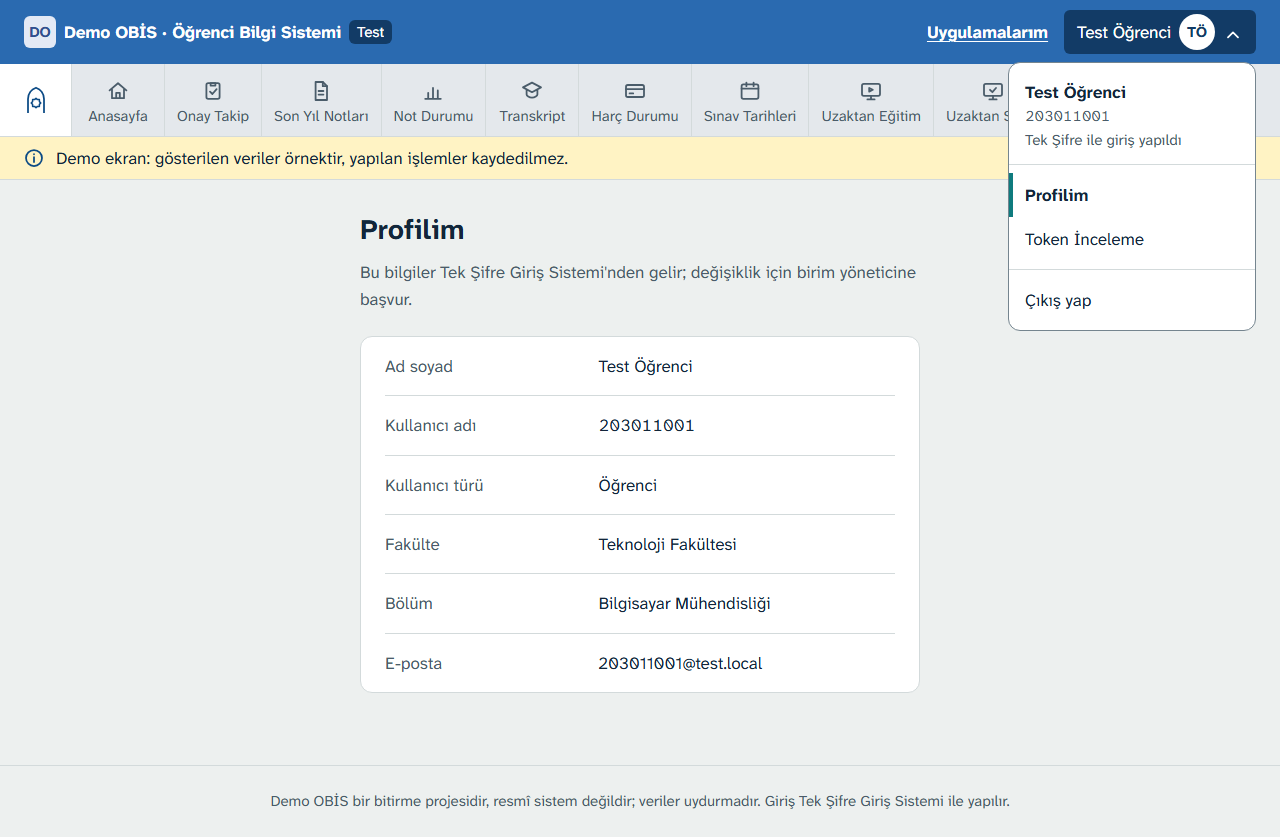 DO Demo OBİS · Öğrenci Bilgi Sistemi Test
Uygulamalarım
Test Öğrenci TÖ
Anasayfa
Onay Takip
Son Yıl Notları
Not Durumu
Transkript
Harç Durumu
Sınav Tarihleri
Uzaktan Eğitim
Uzaktan S
Test Öğrenci
203011001
Tek Şifre ile giriş yapıldı
Profilim
Token İnceleme
Çıkış yap
Demo ekran: gösterilen veriler örnektir, yapılan işlemler kaydedilmez.
Profilim
Bu bilgiler Tek Şifre Giriş Sistemi'nden gelir; değişiklik için birim yöneticine
başvur.
Ad soyad Test Öğrenci
Kullanıcı adı 203011001
Kullanıcı türü Öğrenci
Fakülte Teknoloji Fakültesi
Bölüm Bilgisayar Mühendisliği
E-posta 203011001@test.local
Demo OBİS bir bitirme projesidir, resmî sistem değildir; veriler uydurmadır. Giriş Tek Şifre Giriş Sistemi ile yapılır.